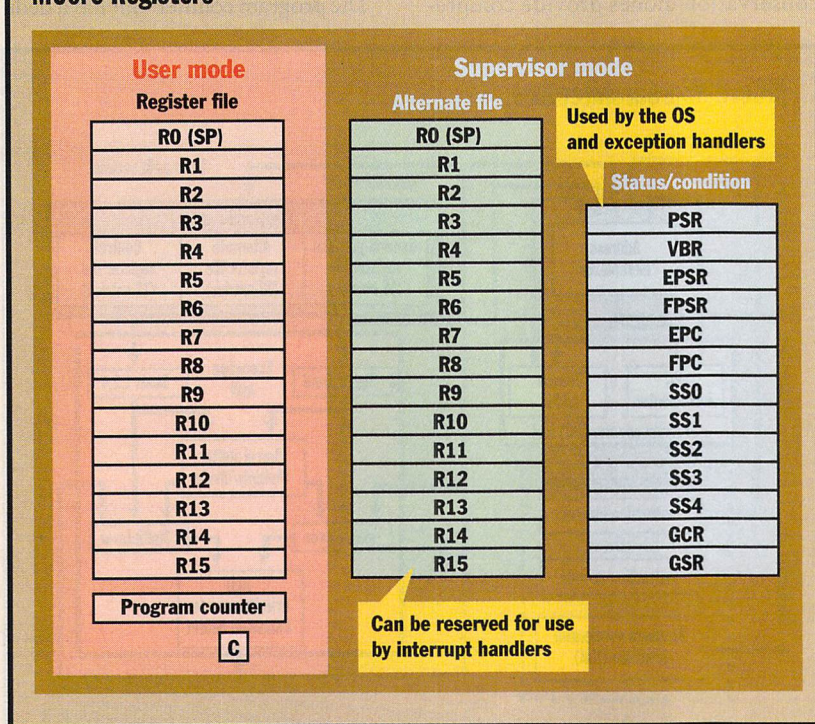 User mode
Register file
R0 (SP)
R1
R2
R3
R4
R5
R6
R7
R8
R9
R10
R11
R12
R13
R14
R15
Program counter
C
Supervisor mode
Alternate file
R0 (SP)
R1
R2
R3
R4
R5
R6
R7
R8
R9
R10
R11
R12
R13
R14
R15
Can be reserved for use
by interrupt handlers
Used by the OS
and exception handlers
Status/condition
PSR
VBR
EPSR
FPSR
EPC
FPC
SS0
SS1
SS2
SS3
SS4
GCR
GSR